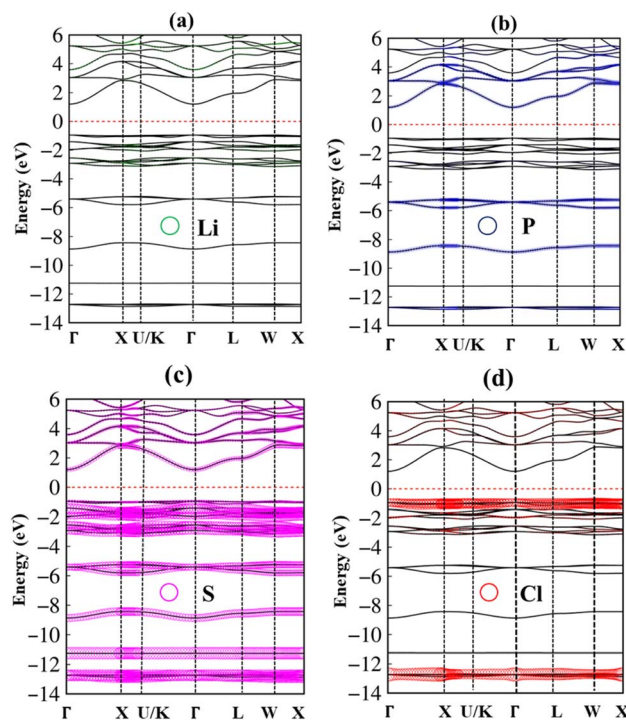 (a)
6
4
2
0
−2
−4
−6
−8
−10
−12
−14
Energy (eV)
Li
Γ X U/K Γ L W X
(b)
6
4
2
0
−2
−4
−6
−8
−10
−12
−14
Energy (eV)
P
Γ X U/K Γ L W X
(c)
6
4
2
0
−2
−4
−6
−8
−10
−12
−14
Energy (eV)
S
Γ X U/K Γ L W X
(d)
6
4
2
0
−2
−4
−6
−8
−10
−12
−14
Energy (eV)
Cl
Γ X U/K Γ L W X